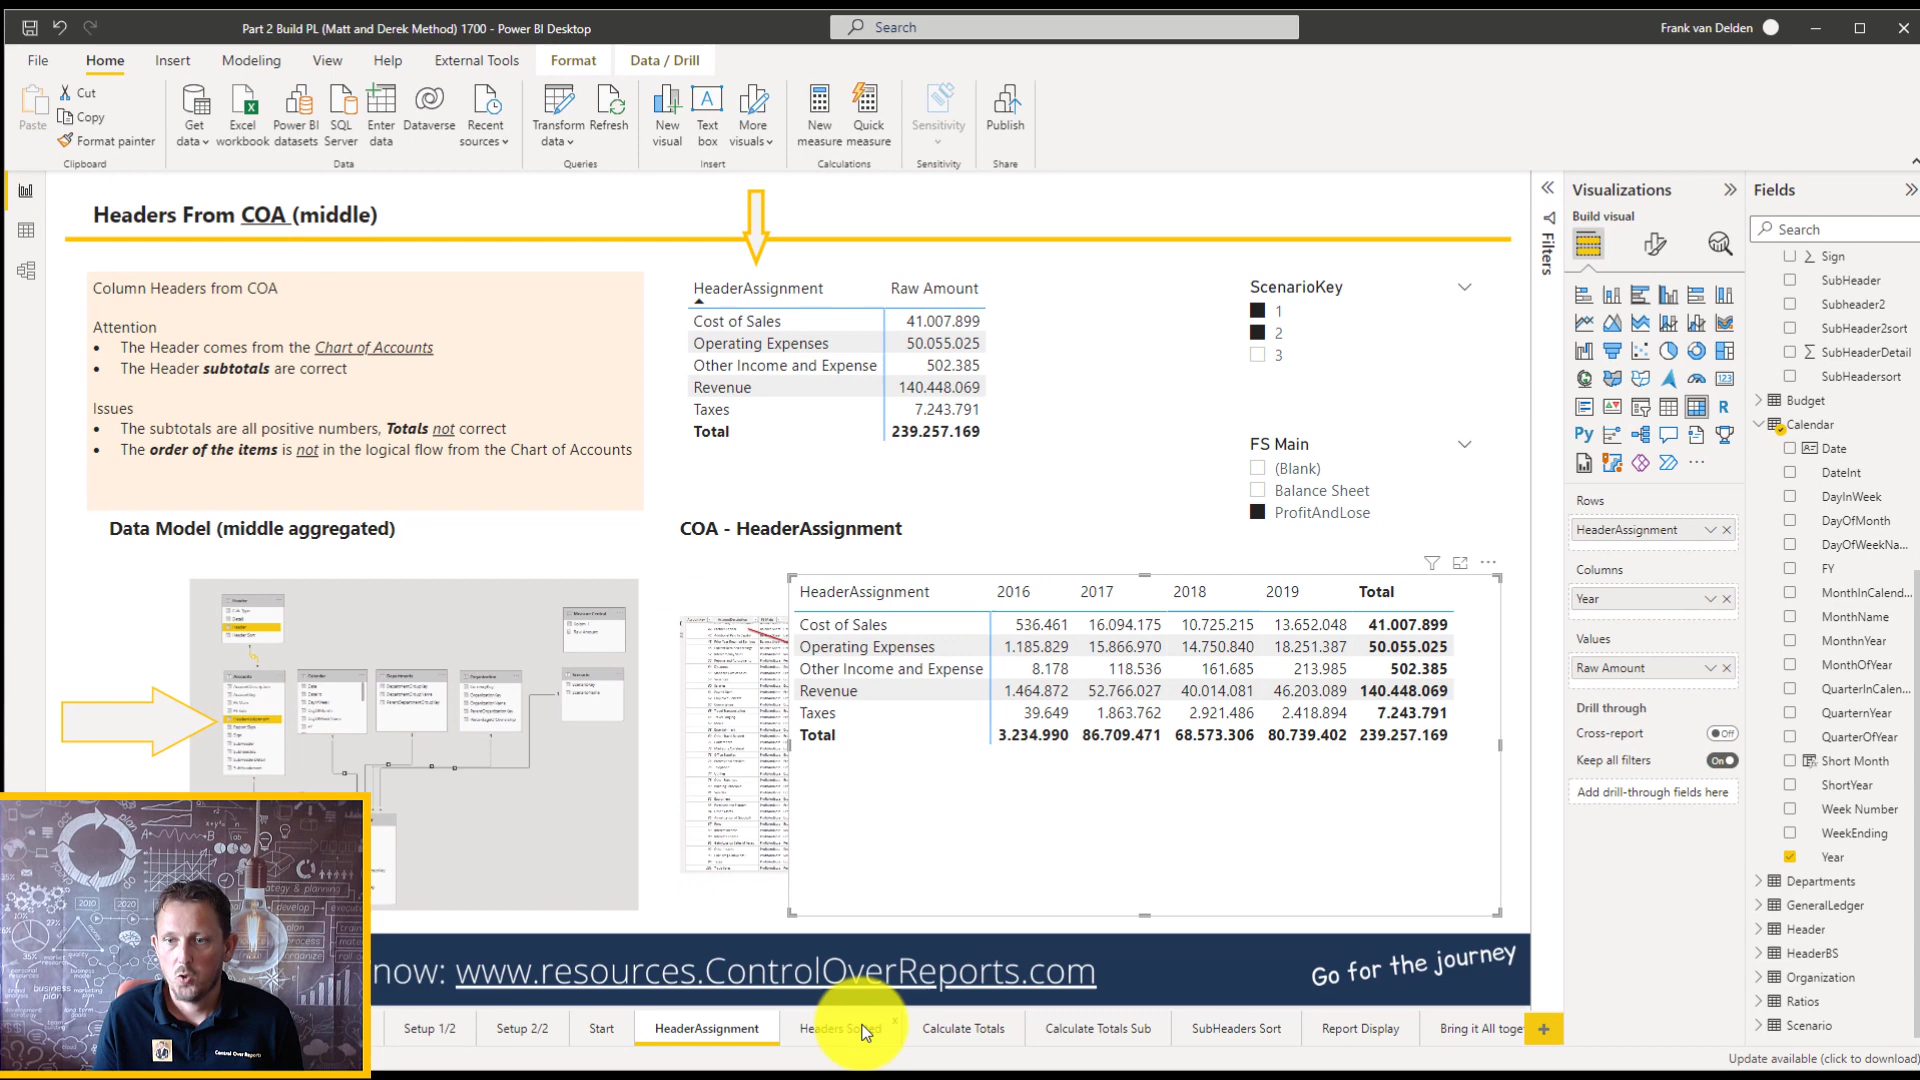 Part 2 Build PL (Matt and Derek Method) 1700 - Power BI Desktop
Search
Frank van Delden
File
Home
Insert
Modeling
View
Help
External Tools
Format
Data / Drill
Paste
Cut
Copy
Format painter
Clipboard
Get data
Excel workbook
Power BI datasets
SQL Server
Enter data
Dataverse
Recent sources
Data
Transform data
Refresh
Queries
New visual
Text box
More visuals
Insert
New measure
Quick measure
Calculations
Sensitivity
Sensitivity
Publish
Share
Headers From COA (middle)
Column Headers from COA
Attention
• The Header comes from the Chart of Accounts
• The Header subtotals are correct
Issues
• The subtotals are all positive numbers, Totals not correct
• The order of the items is not in the logical flow from the Chart of Accounts
HeaderAssignment Raw Amount
Cost of Sales 41.007.899
Operating Expenses 50.055.025
Other Income and Expense 502.385
Revenue 140.448.069
Taxes 7.243.791
Total 239.257.169
ScenarioKey
1
2
3
FS Main
(Blank)
Balance Sheet
ProfitAndLose
Data Model (middle aggregated)
COA - HeaderAssignment
HeaderAssignment 2016 2017 2018 2019 Total
Cost of Sales 536.461 16.094.175 10.725.215 13.652.048 41.007.899
Operating Expenses 1.185.829 15.866.970 14.750.840 18.251.387 50.055.025
Other Income and Expense 8.178 118.536 161.685 213.985 502.385
Revenue 1.464.872 52.766.027 40.014.081 46.203.089 140.448.069
Taxes 39.649 1.863.762 2.921.486 2.418.894 7.243.791
Total 3.234.990 86.709.471 68.573.306 80.739.402 239.257.169
now: www.resources.ControlOverReports.com
Go for the journey
Control Over Reports
Setup 1/2
Setup 2/2
Start
HeaderAssignment
Headers Sorted
Calculate Totals
Calculate Totals Sub
SubHeaders Sort
Report Display
Bring it All toge
Update available (click to download)
Filters
Visualizations
Build visual
Rows
HeaderAssignment
Columns
Year
Values
Raw Amount
Drill through
Cross-report
Off
Keep all filters
On
Add drill-through fields here
Fields
Search
Sign
SubHeader
Subheader2
SubHeader2sort
SubHeaderDetail
SubHeadersort
Budget
Calendar
Date
DateInt
DayInWeek
DayOfMonth
DayOfWeekNa...
FY
MonthInCalend...
MonthName
MonthnYear
MonthOfYear
QuarterInCalen...
QuarternYear
QuarterOfYear
Short Month
ShortYear
Week Number
WeekEnding
Year
Departments
GeneralLedger
Header
HeaderBS
Organization
Ratios
Scenario